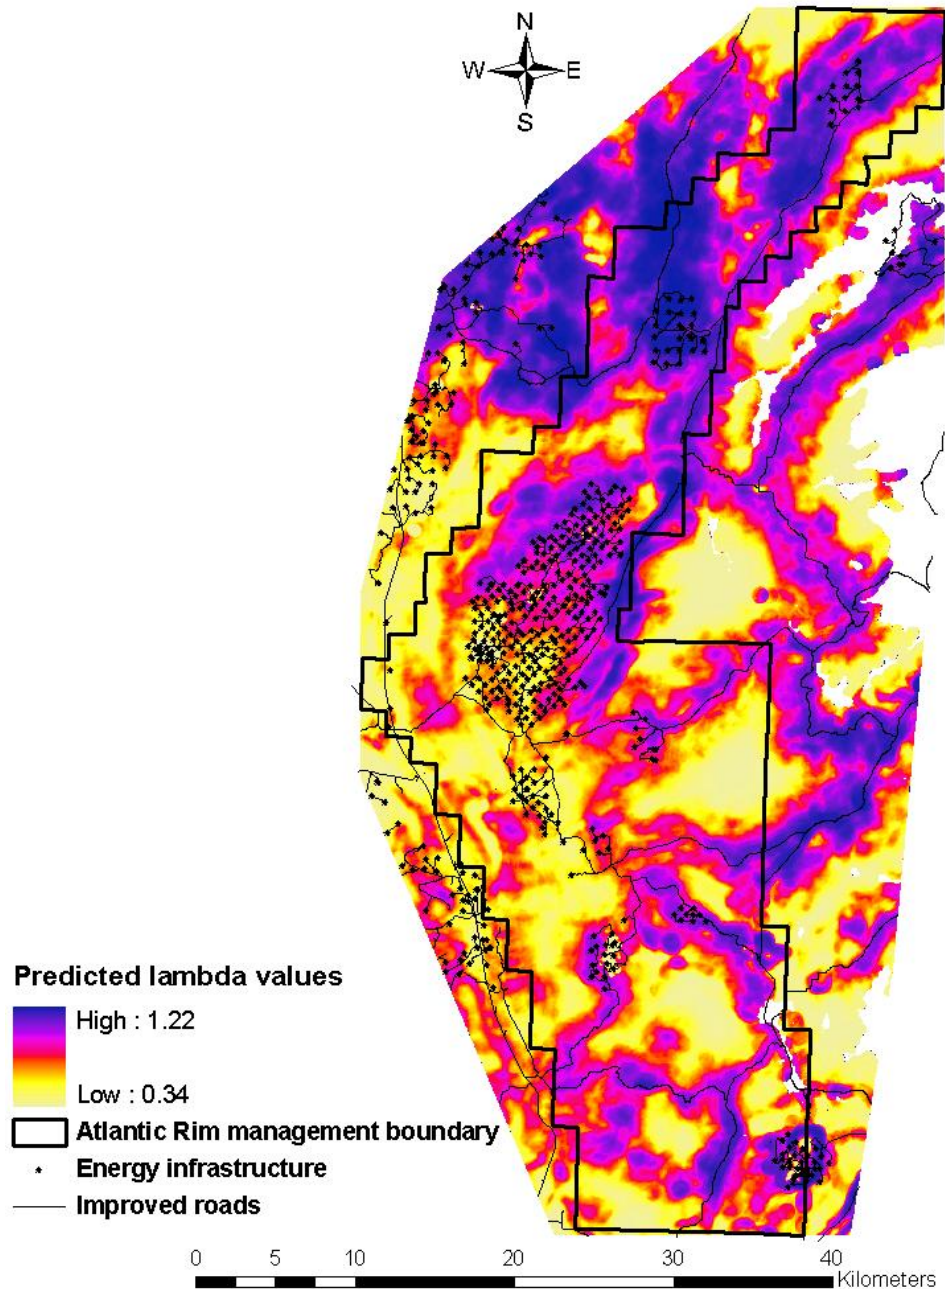 N
W E
S
Predicted lambda values
High : 1.22
Low : 0.34
Atlantic Rim management boundary
Energy infrastructure
Improved roads
0 5 10 20 30 40
Kilometers